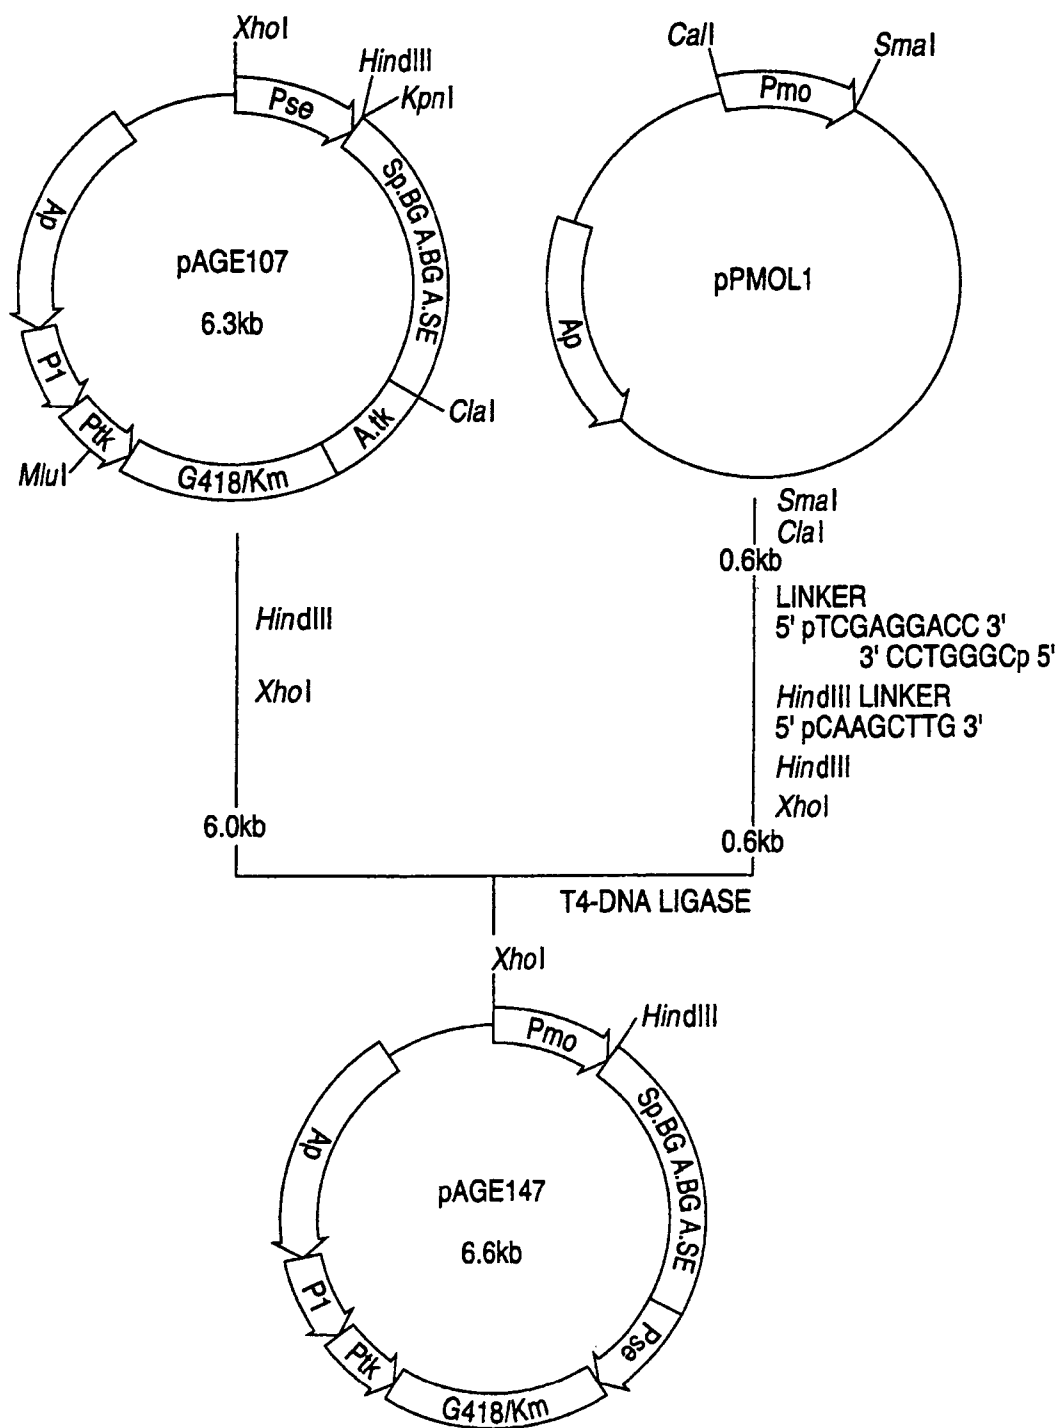 XhoI
HindIII
KpnI
Pse
Sp.BG A.BG A.SE
Ap
pAGE107
6.3kb
P1
Ptk
MluI
G418/Km
A.tk
ClaI
CalI
SmaI
Pmo
pPMOL1
Ap
HindIII
XhoI
6.0kb
SmaI
ClaI
0.6kb
LINKER
5' pTCGAGGACC 3'
3' CCTGGGCp 5'
HindIII LINKER
5' pCAAGCTTG 3'
HindIII
XhoI
0.6kb
T4-DNA LIGASE
XhoI
HindIII
Pmo
Sp.BG A.BG A.SE
Ap
pAGE147
6.6kb
P1
Ptk
G418/Km
Pse